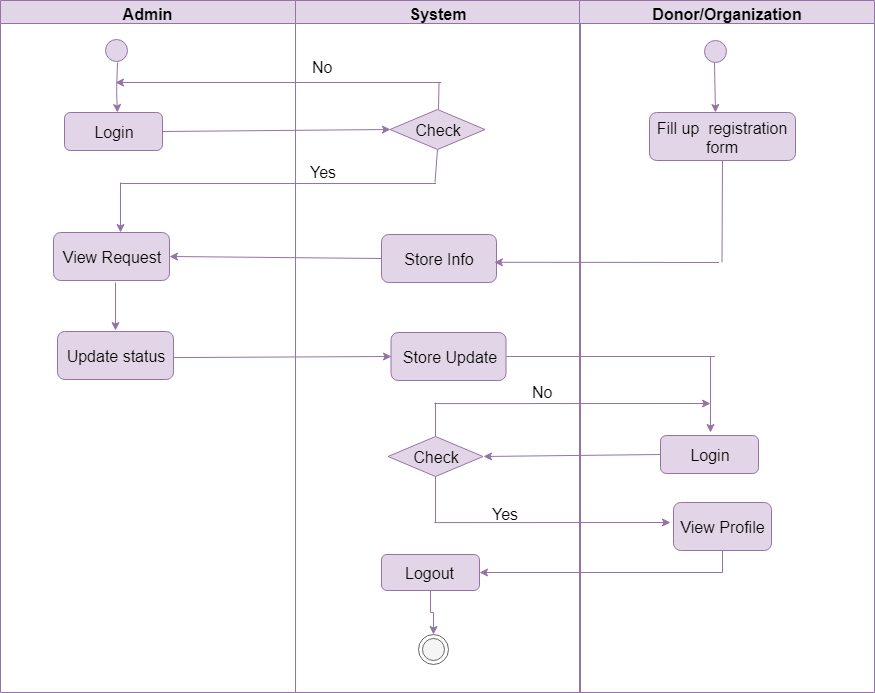 Admin
System
Donor/Organization
No
Login
Check
Fill up registration
form
Yes
View Request
Store Info
Update status
Store Update
No
Check
Login
Yes
View Profile
Logout